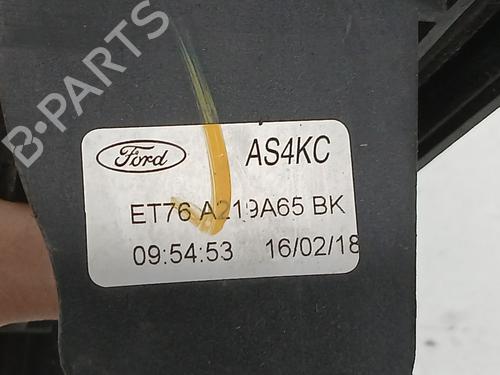 B-PARTS
Ford AS4KC
ET76 A219A65 BK
09:54:53 16/02/18